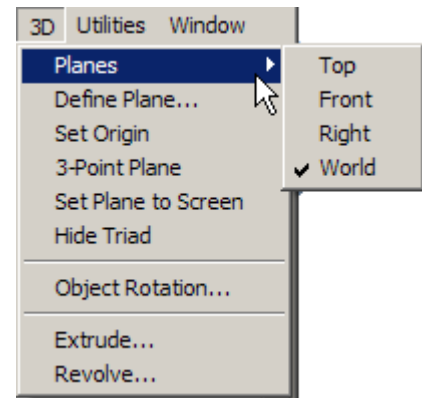 3D Utilities Window
Planes
Define Plane...
Set Origin
3-Point Plane
Set Plane to Screen
Hide Triad
Object Rotation...
Extrude...
Revolve...
Top
Front
Right
World